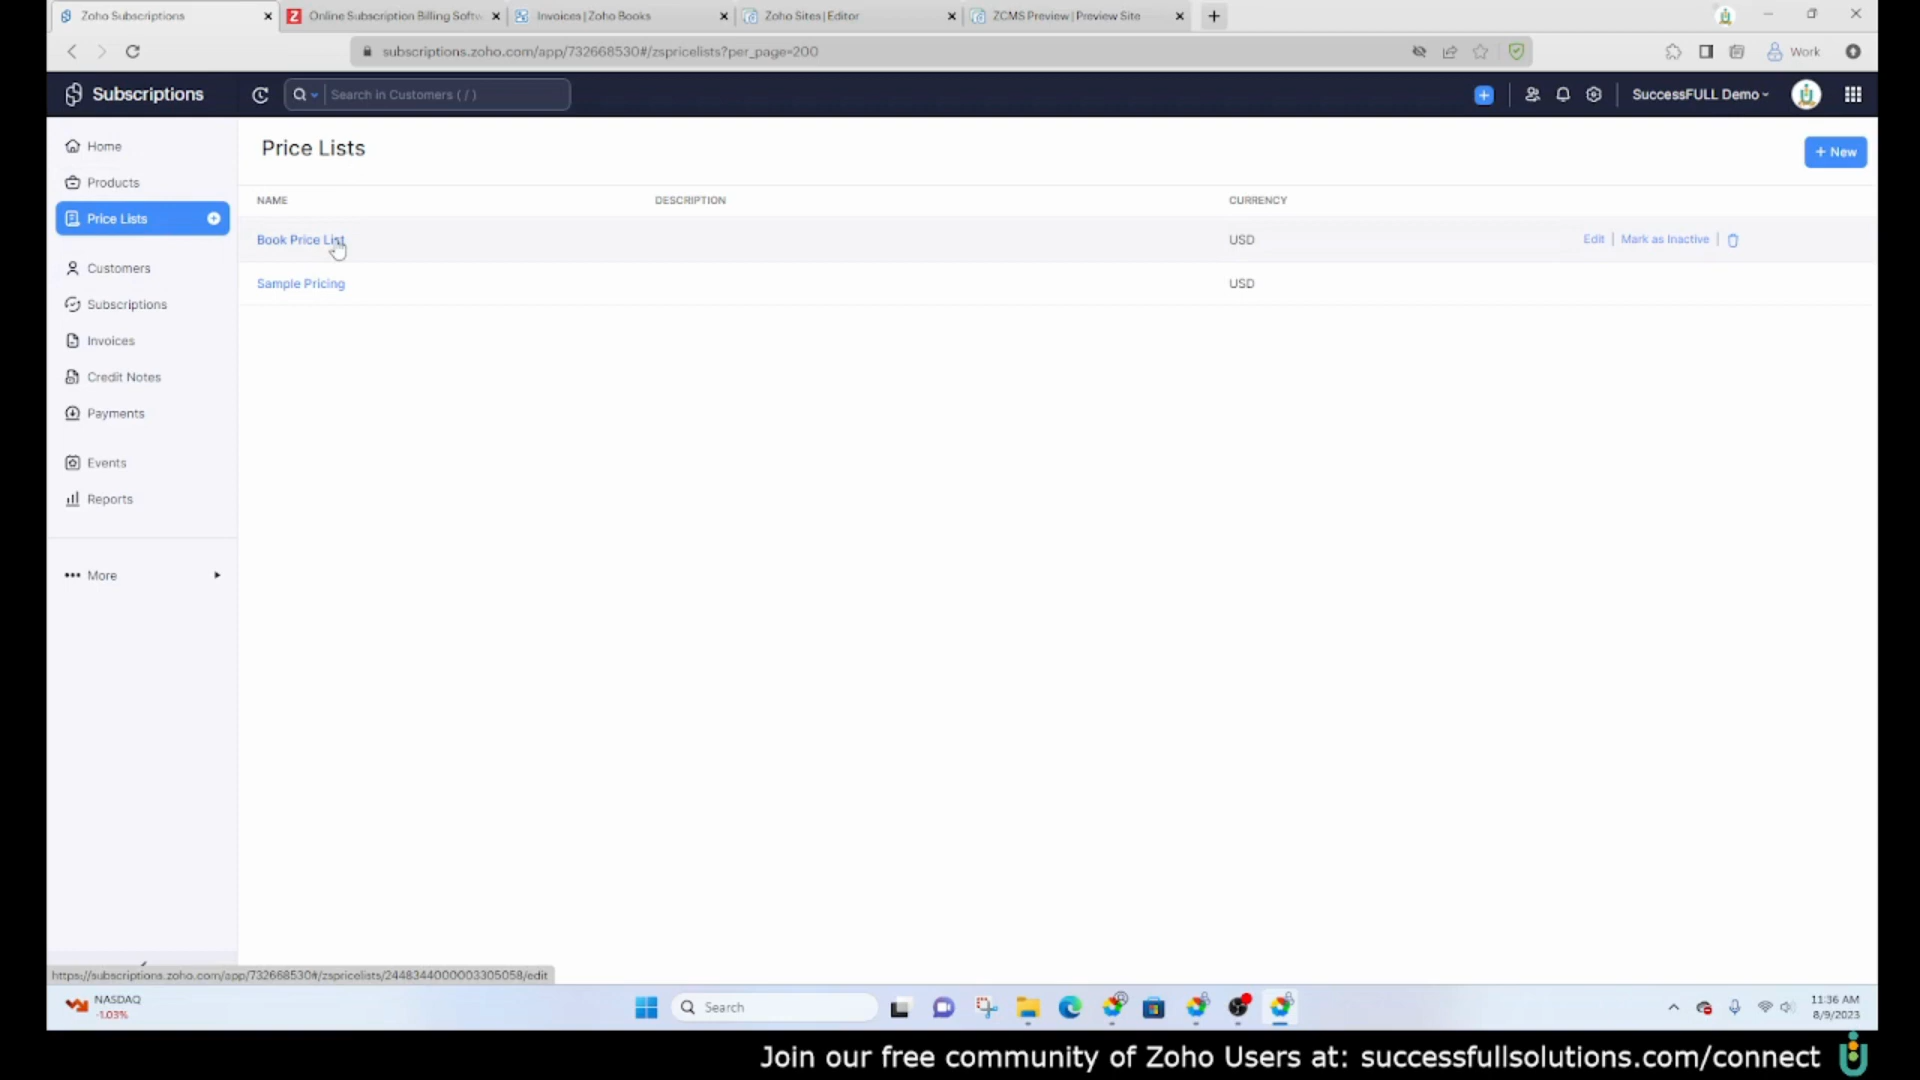 Zoho Subscriptions
Online Subscription Billing Softw
Invoices | Zoho Books
Zoho Sites | Editor
ZCMS Preview | Preview Site
subscriptions.zoho.com/app/732668530#/zspricelists?per_page=200
Work
Subscriptions
Search in Customers ( / )
SuccessFULL Demo
Home
Products
Price Lists
Customers
Subscriptions
Invoices
Credit Notes
Payments
Events
Reports
More
Price Lists
+ New
NAME DESCRIPTION CURRENCY
Book Price List USD Edit | Mark as Inactive |
Sample Pricing USD
https://subscriptions.zoho.com/app/732668530#/zspricelists/2448344000003305058/edit
NASDAQ
-1.03%
Search
11:36 AM
8/9/2023
Join our free community of Zoho Users at: successfullsolutions.com/connect